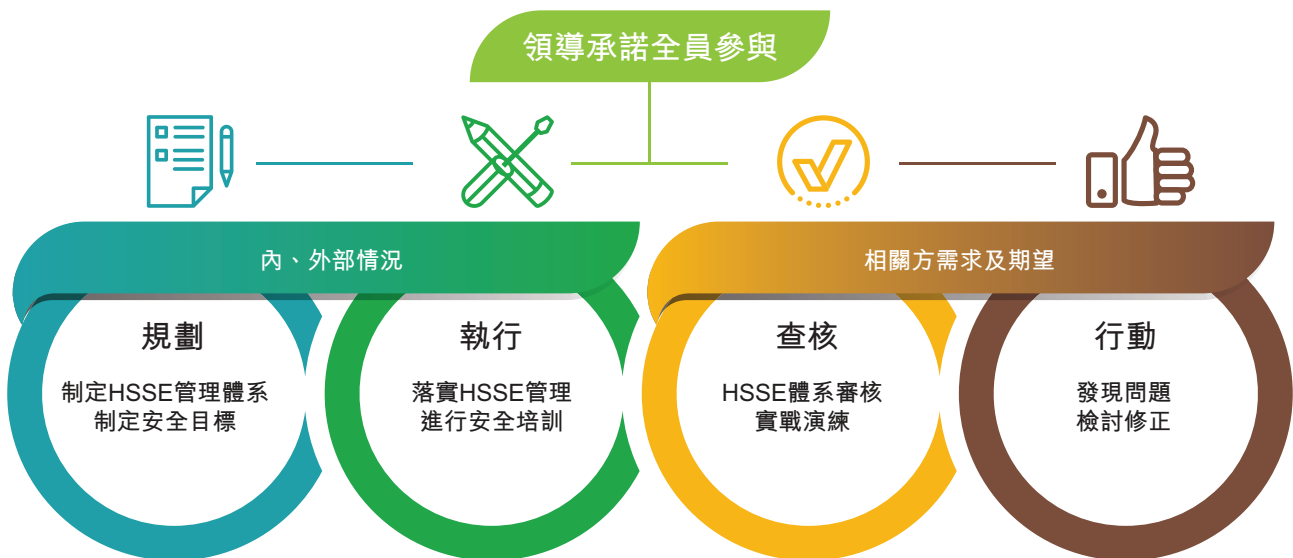 領導承諾全員參與
內、外部情況
相關方需求及期望
規劃
制定HSSE管理體系
制定安全目標
執行
落實HSSE管理
進行安全培訓
查核
HSSE體系審核
實戰演練
行動
發現問題
檢討修正